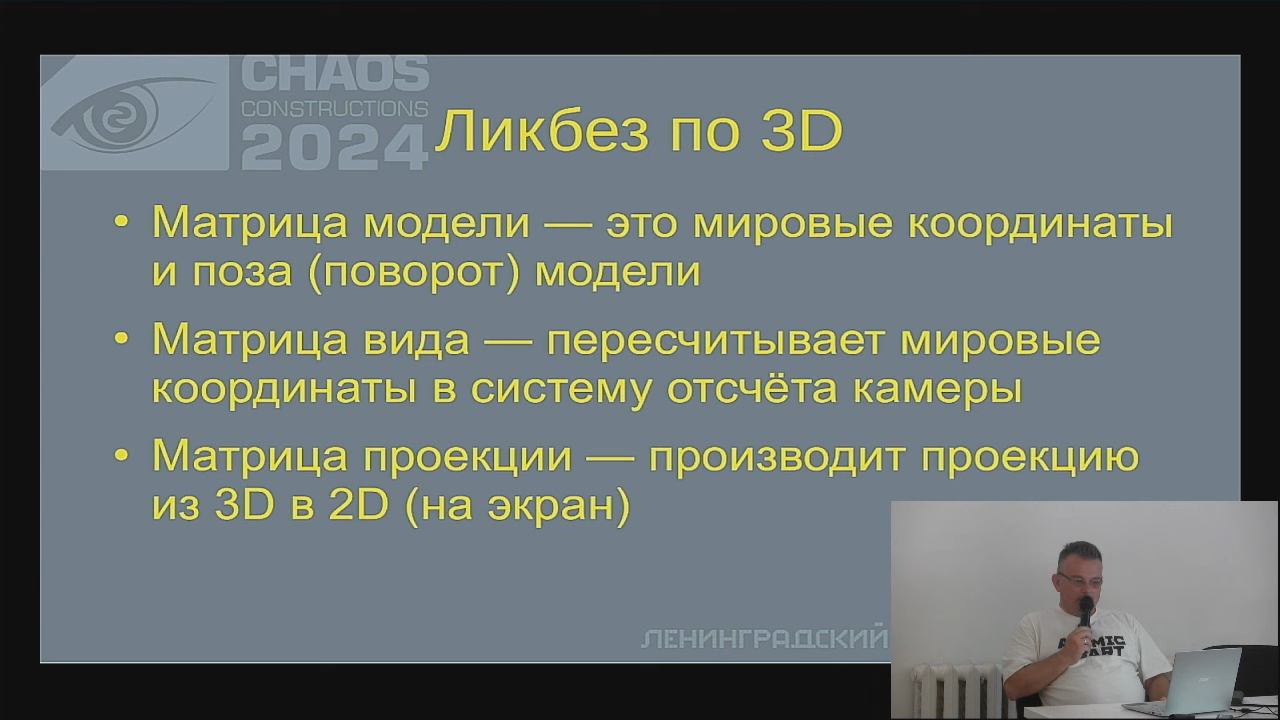 CHAOS
CONSTRUCTIONS
2024
Ликбез по 3D
• Матрица модели — это мировые координаты
и поза (поворот) модели
• Матрица вида — пересчитывает мировые
координаты в систему отсчёта камеры
• Матрица проекции — производит проекцию
из 3D в 2D (на экран)
ЛЕНИНГРАДСКИЙ